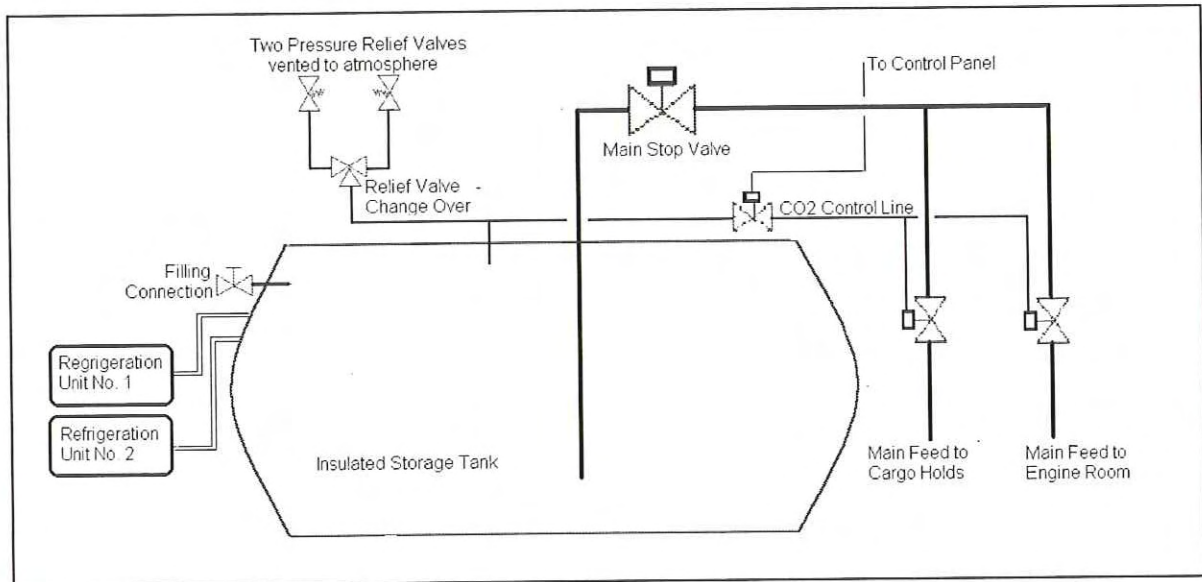 Two Pressure Relief Valves
vented to atmosphere
To Control Panel
Main Stop Valve
Relief Valve
Change Over
CO2 Control Line
Filling
Connection
Regrigeration
Unit No. 1
Refrigeration
Unit No. 2
Insulated Storage Tank
Main Feed to
Cargo Holds
Main Feed to
Engine Room